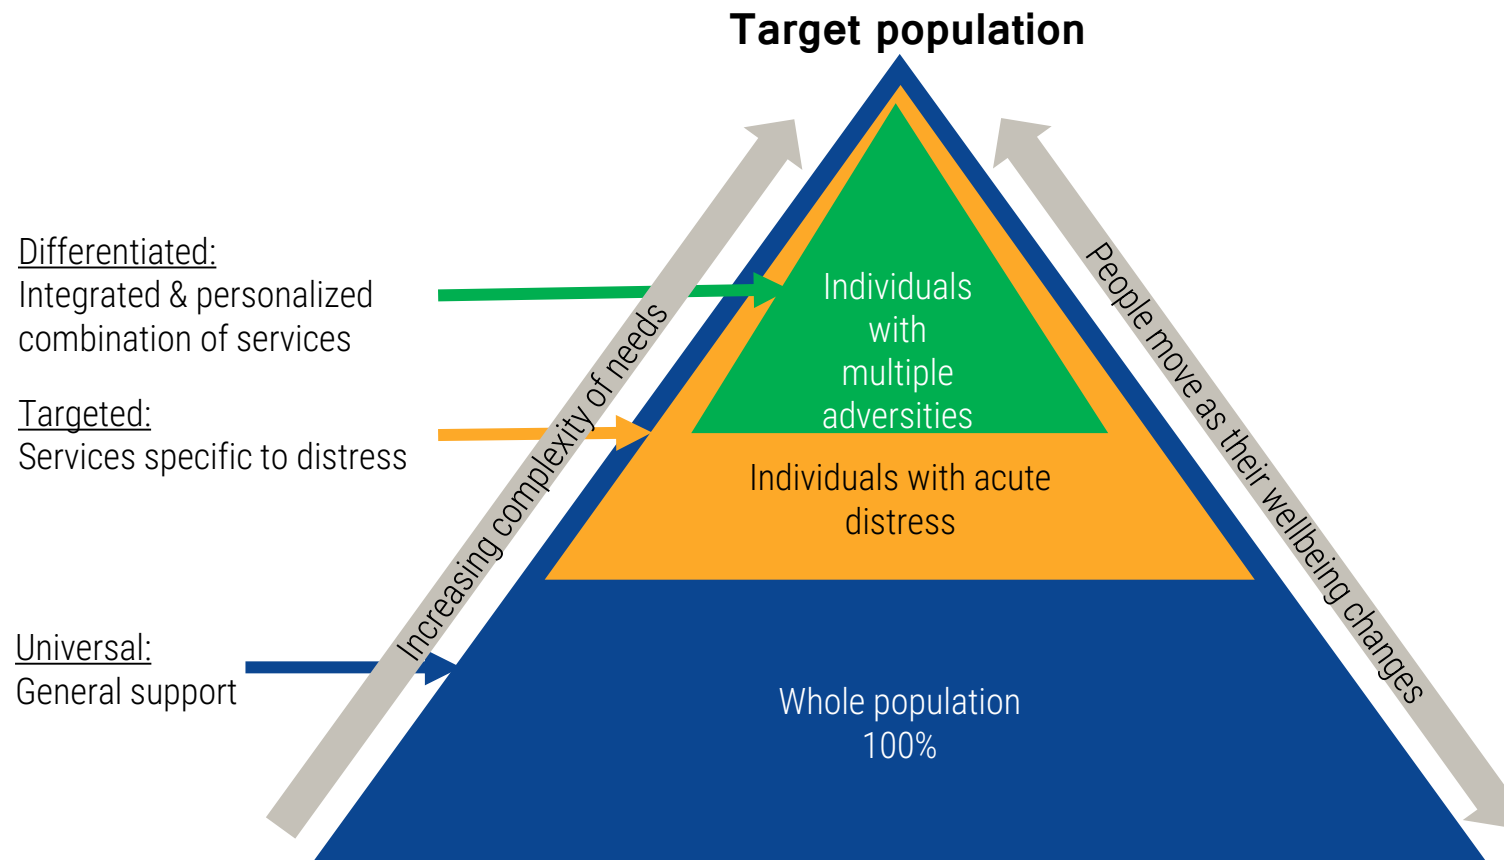 Target population
Differentiated:
Integrated & personalized
combination of services
Targeted:
Services specific to distress
Universal:
General support
Increasing complexity of needs
Individuals
with
multiple
adversities
Individuals with acute
distress
Whole population
100%
People move as their wellbeing changes